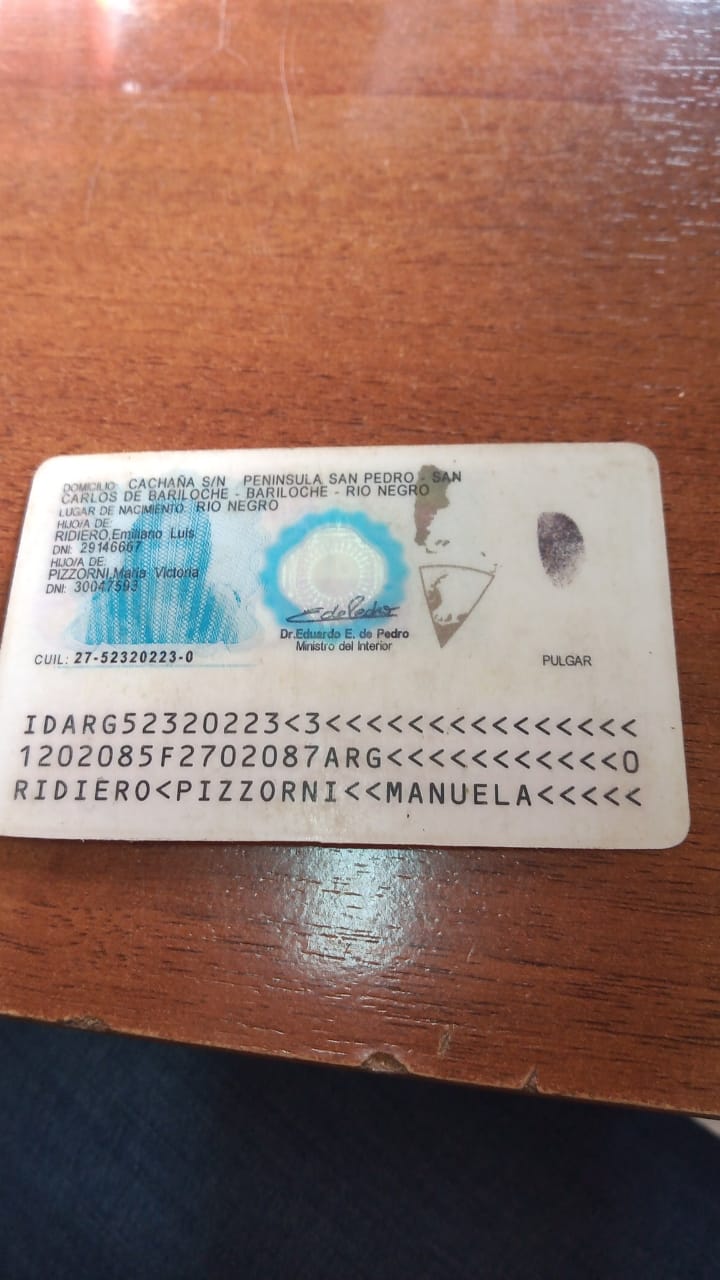 DOMICILIO: CACHAÑA S/N PENINSULA SAN PEDRO - SAN
CARLOS DE BARILOCHE - BARILOCHE - RIO NEGRO
LUGAR DE NACIMIENTO: RIO NEGRO
HIJO/A DE:
RIDIERO,Emiliano Luis
DNI: 29146667
HIJO/A DE:
PIZZORNI,Maria Victoria
DNI: 30047593
Dr.Eduardo E. de Pedro
Ministro del Interior
CUIL: 27-52320223-0
PULGAR
IDARG52320223<3<<<<<<<<<<<<<<<
1202085F2702087ARG<<<<<<<<<<<0
RIDIERO<PIZZORNI<<MANUELA<<<<<